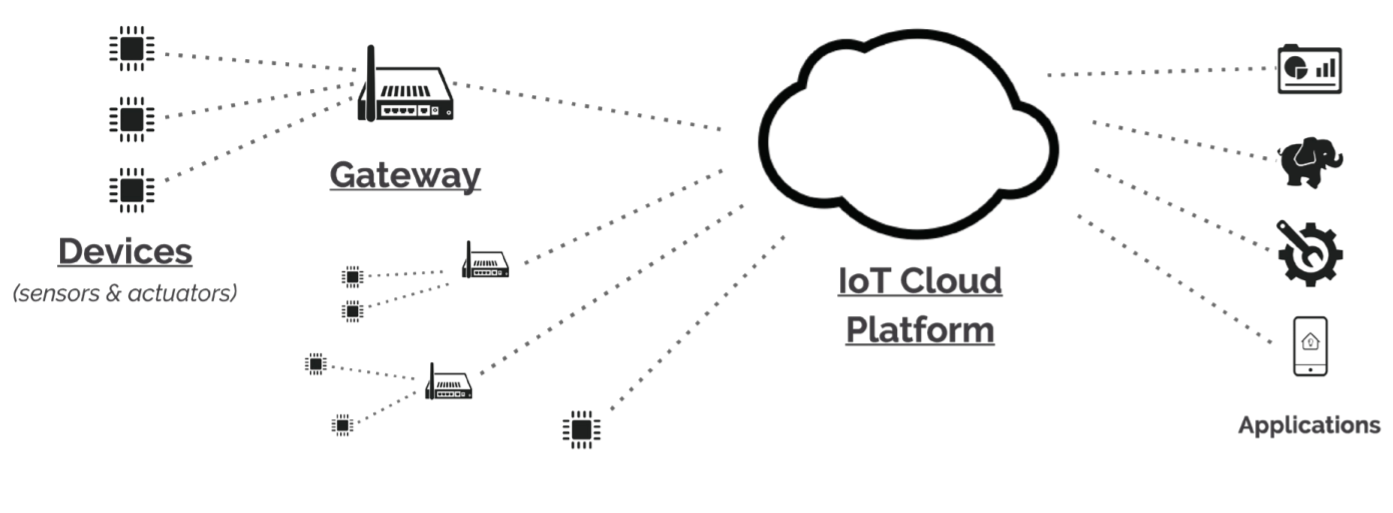 Gateway
Devices
(sensors & actuators)
IoT Cloud
Platform
Applications